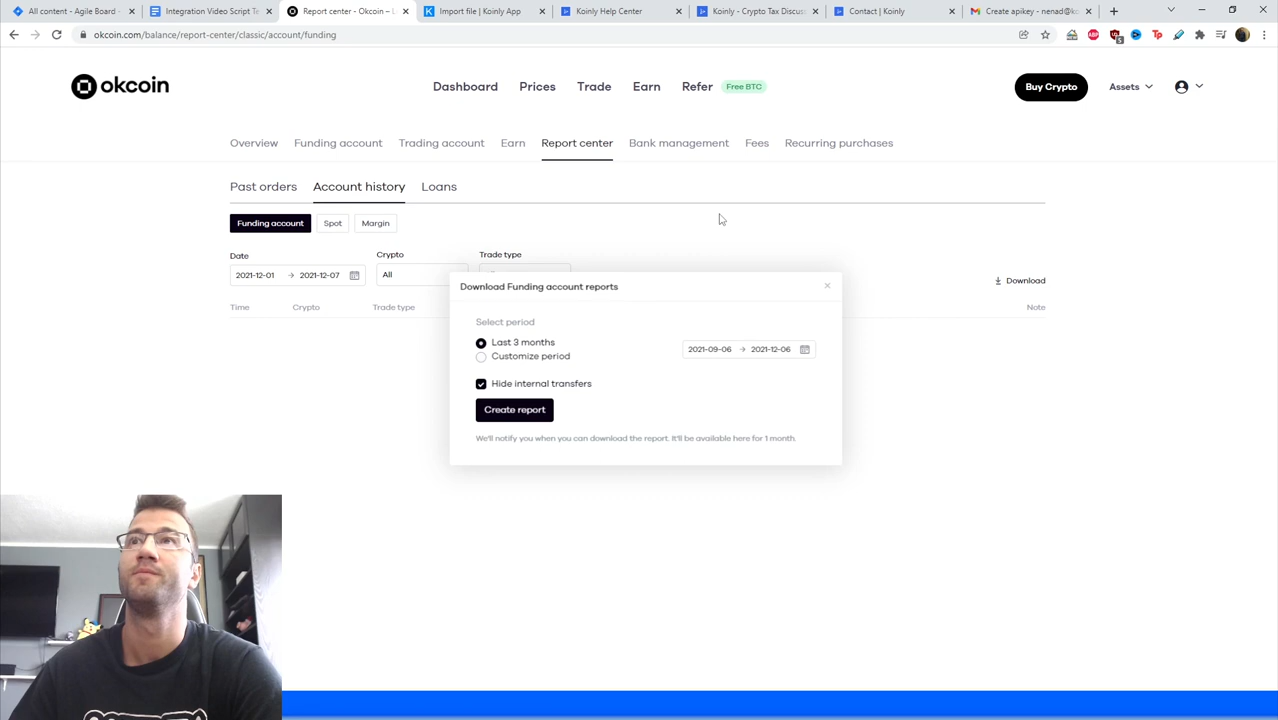 All content - Agile Board -
Integration Video Script Te
Report center - Okcoin – L
Import file | Koinly App
Koinly Help Center
Koinly - Crypto Tax Discus
Contact | Koinly
Create apikey - nenad@ko
okcoin.com/balance/report-center/classic/account/funding
okcoin
Dashboard
Prices
Trade
Earn
Refer
Free BTC
Buy Crypto
Assets
Overview
Funding account
Trading account
Earn
Report center
Bank management
Fees
Recurring purchases
Past orders
Account history
Loans
Funding account
Spot
Margin
Date
Crypto
Trade type
2021-12-01 → 2021-12-07
All
Download
Time
Crypto
Trade type
Note
Download Funding account reports
Select period
Last 3 months
Customize period
2021-09-06 → 2021-12-06
Hide internal transfers
Create report
We'll notify you when you can download the report. It'll be available here for 1 month.